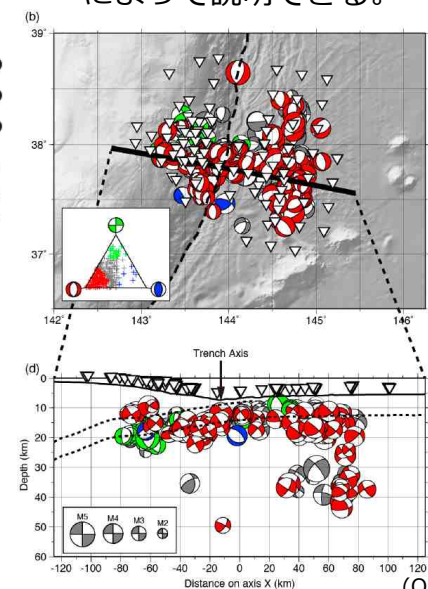 によって説明できる。
(b)
39°
38°
37°
142°
143°
144°
145°
146°
Trench Axis
(d)
0
10
20
30
40
50
60
Depth (km)
M5
M4
M3
M2
-120 -100 -80 -60 -40 -20 0 20 40 60 80 100 120
Distance on axis X (km)